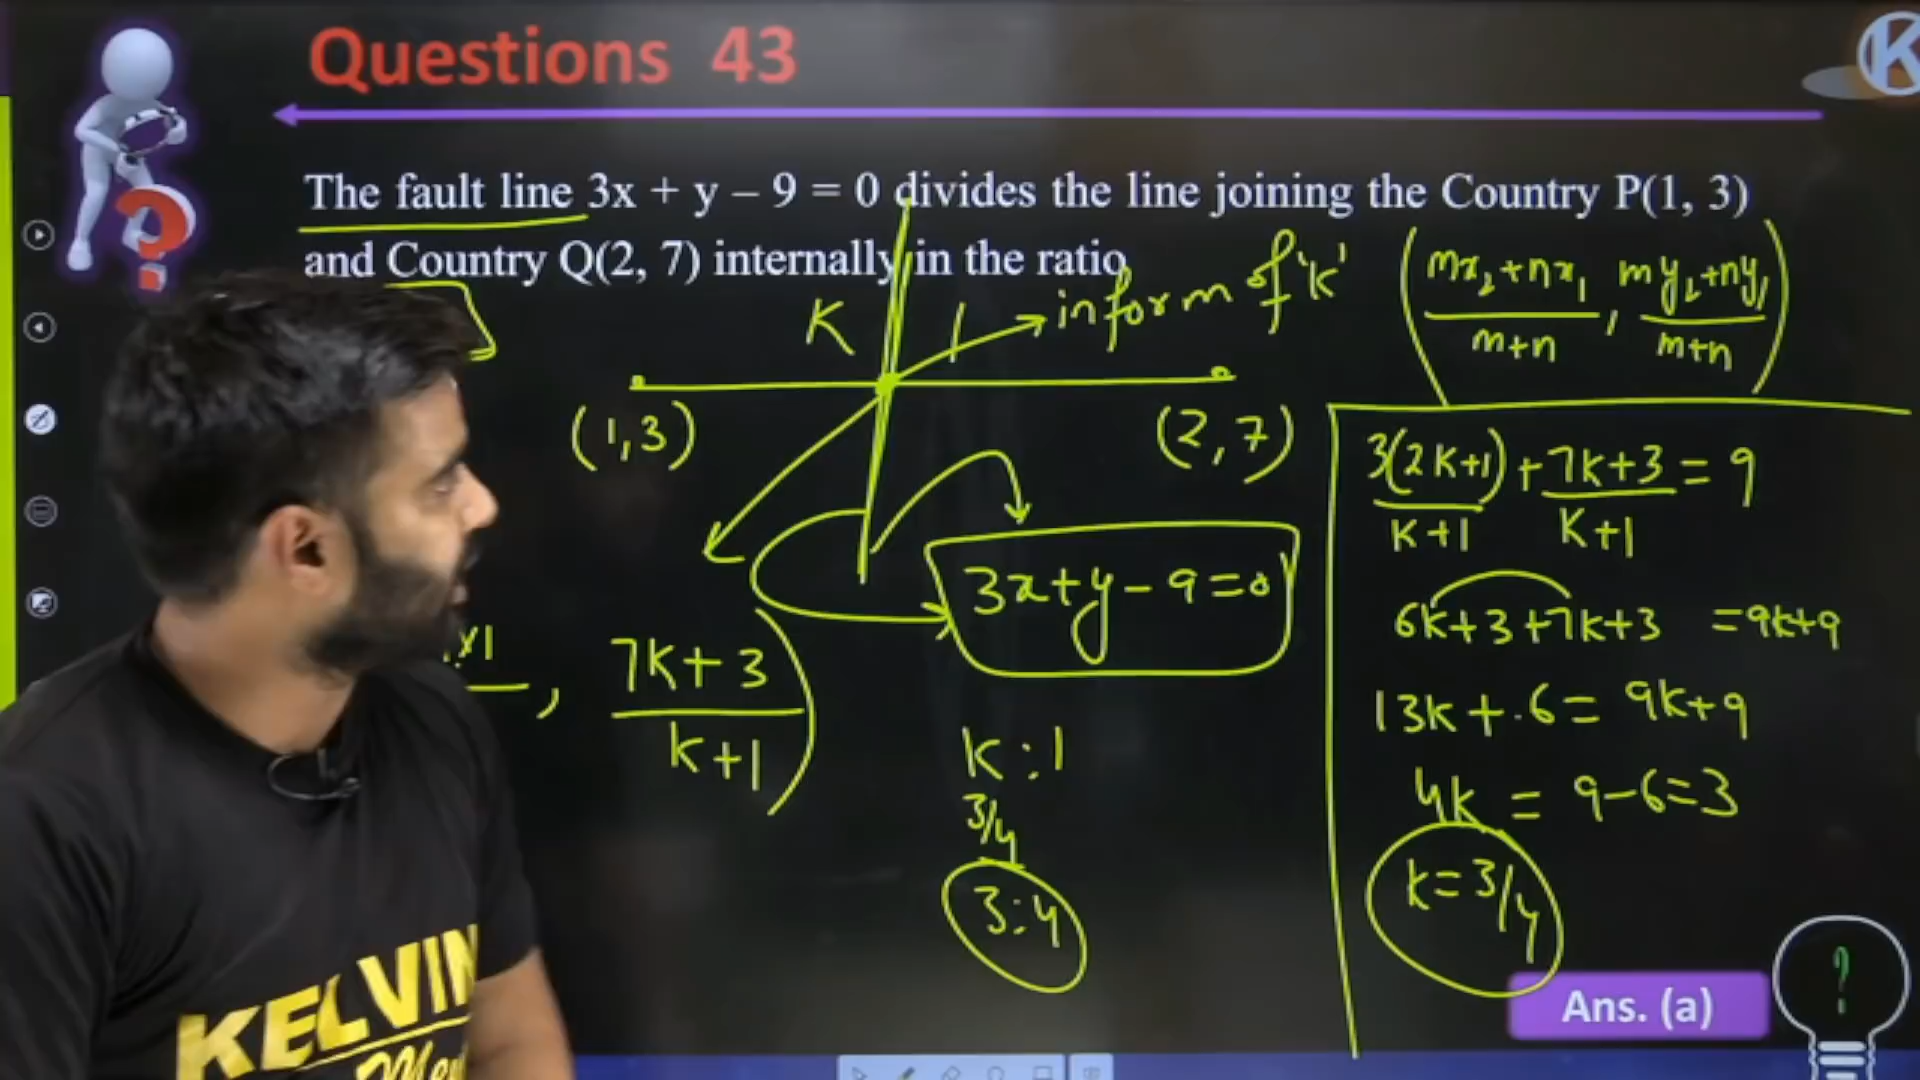 Questions 43
K
The fault line 3x + y – 9 = 0 divides the line joining the Country P(1, 3)
and Country Q(2, 7) internally in the ratio
K 1 → inform of 'K'
(mx₂+nx₁/m+n, my₂+ny₁/m+n)
(1,3) (2,7)
3(2K+1)/K+1 + 7K+3/K+1 = 9
3x+y-9=0
6K+3+7K+3 =9K+9
×1 , 7K+3/K+1)
13K+6= 9K+9
K:1
4K = 9-6=3
3/4
3:4
K=3/4
Ans. (a)
?
KELVIN